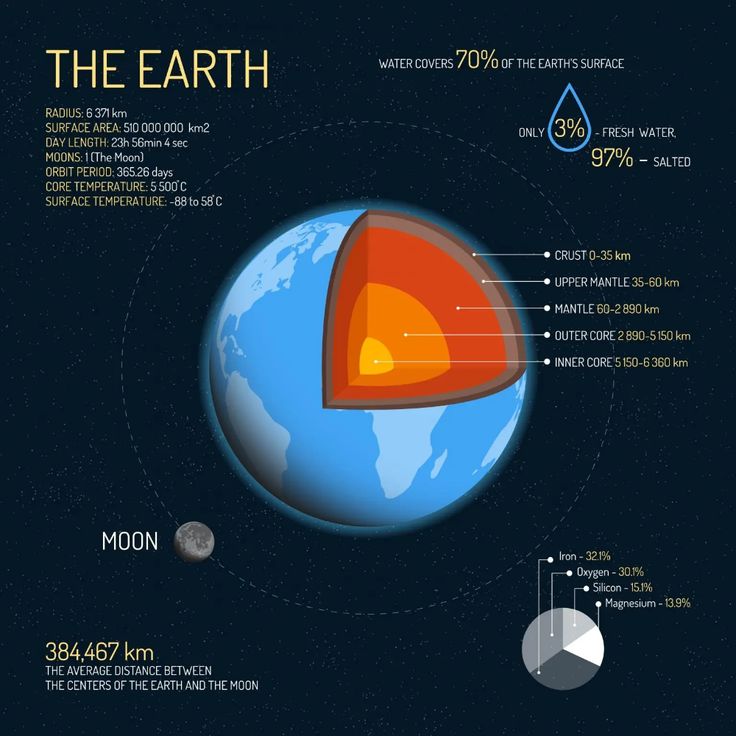 THE EARTH
RADIUS: 6 371 km
SURFACE AREA: 510 000 000 km2
DAY LENGTH: 23h 56min 4 sec
MOONS: 1 (The Moon)
ORBIT PERIOD: 365.26 days
CORE TEMPERATURE: 5 500°C
SURFACE TEMPERATURE: -88 to 58°C
WATER COVERS 70% OF THE EARTH'S SURFACE
ONLY 3% - FRESH WATER,
97% - SALTED
CRUST 0-35 km
UPPER MANTLE 35-60 km
MANTLE 60-2 890 km
OUTER CORE 2 890-5 150 km
INNER CORE 5 150-6 360 km
MOON
Iron - 32.1%
Oxygen - 30.1%
Silicon - 15.1%
Magnesium - 13.9%
384,467 km
THE AVERAGE DISTANCE BETWEEN
THE CENTERS OF THE EARTH AND THE MOON